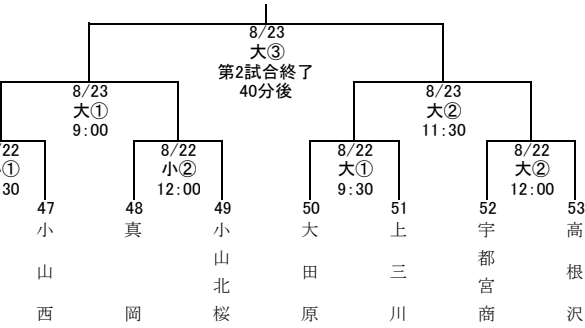 8/23
大③
第2試合終了
40分後
8/23
大①
9:00
8/23
大②
11:30
/22
①
30
8/22
小②
12:00
8/22
大①
9:30
8/22
大②
12:00
47
48
49
50
51
52
53
小山西
真岡
小山北桜
大田原
上三川
宇都宮商
高根沢